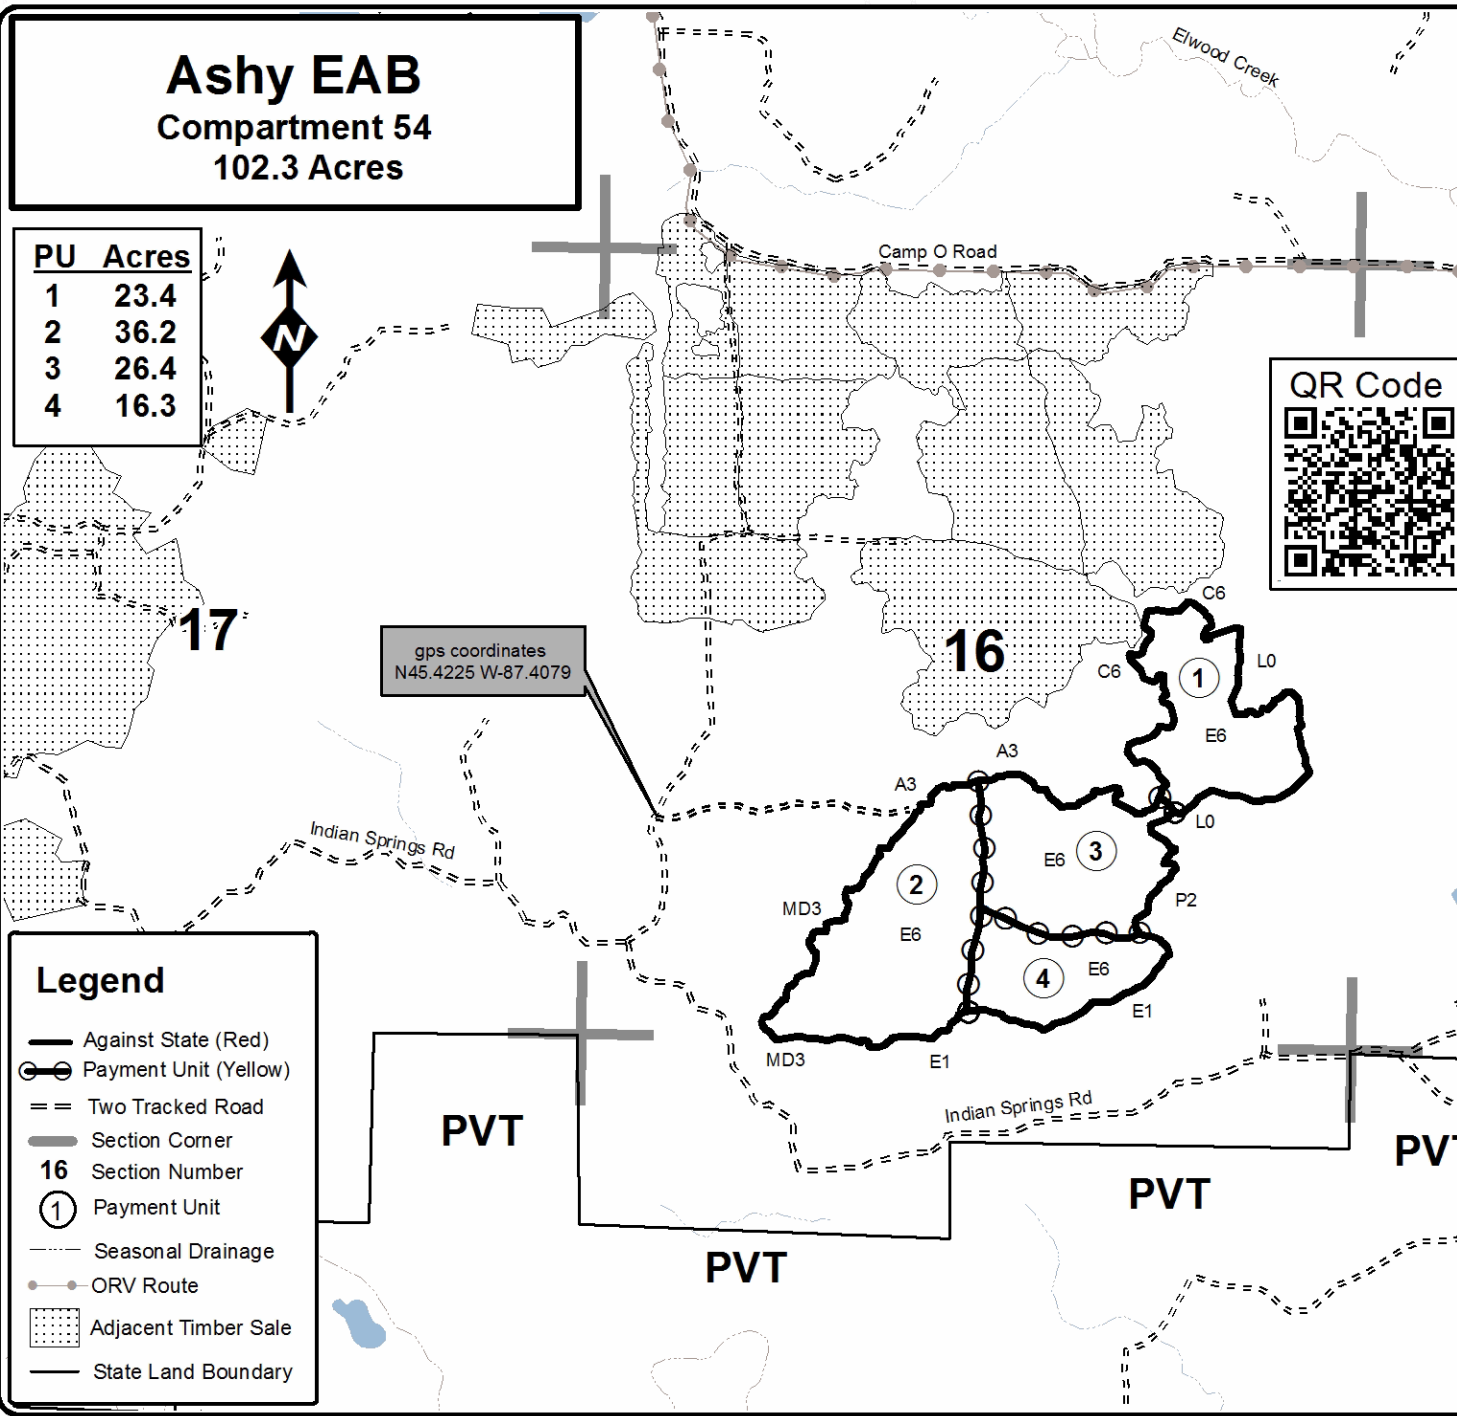 Ashy EAB
Compartment 54
102.3 Acres
Elwood Creek
PU Acres
1 23.4
2 36.2
3 26.4
4 16.3
N
Camp O Road
QR Code
17
16
gps coordinates
N45.4225 W-87.4079
C6
C6
L0
1
E6
A3
A3
L0
Indian Springs Rd
E6
3
2
MD3
E6
P2
4
E6
E1
MD3
E1
Indian Springs Rd
PVT
PVT
PVT
PVT
Legend
Against State (Red)
Payment Unit (Yellow)
Two Tracked Road
Section Corner
16 Section Number
1 Payment Unit
Seasonal Drainage
ORV Route
Adjacent Timber Sale
State Land Boundary